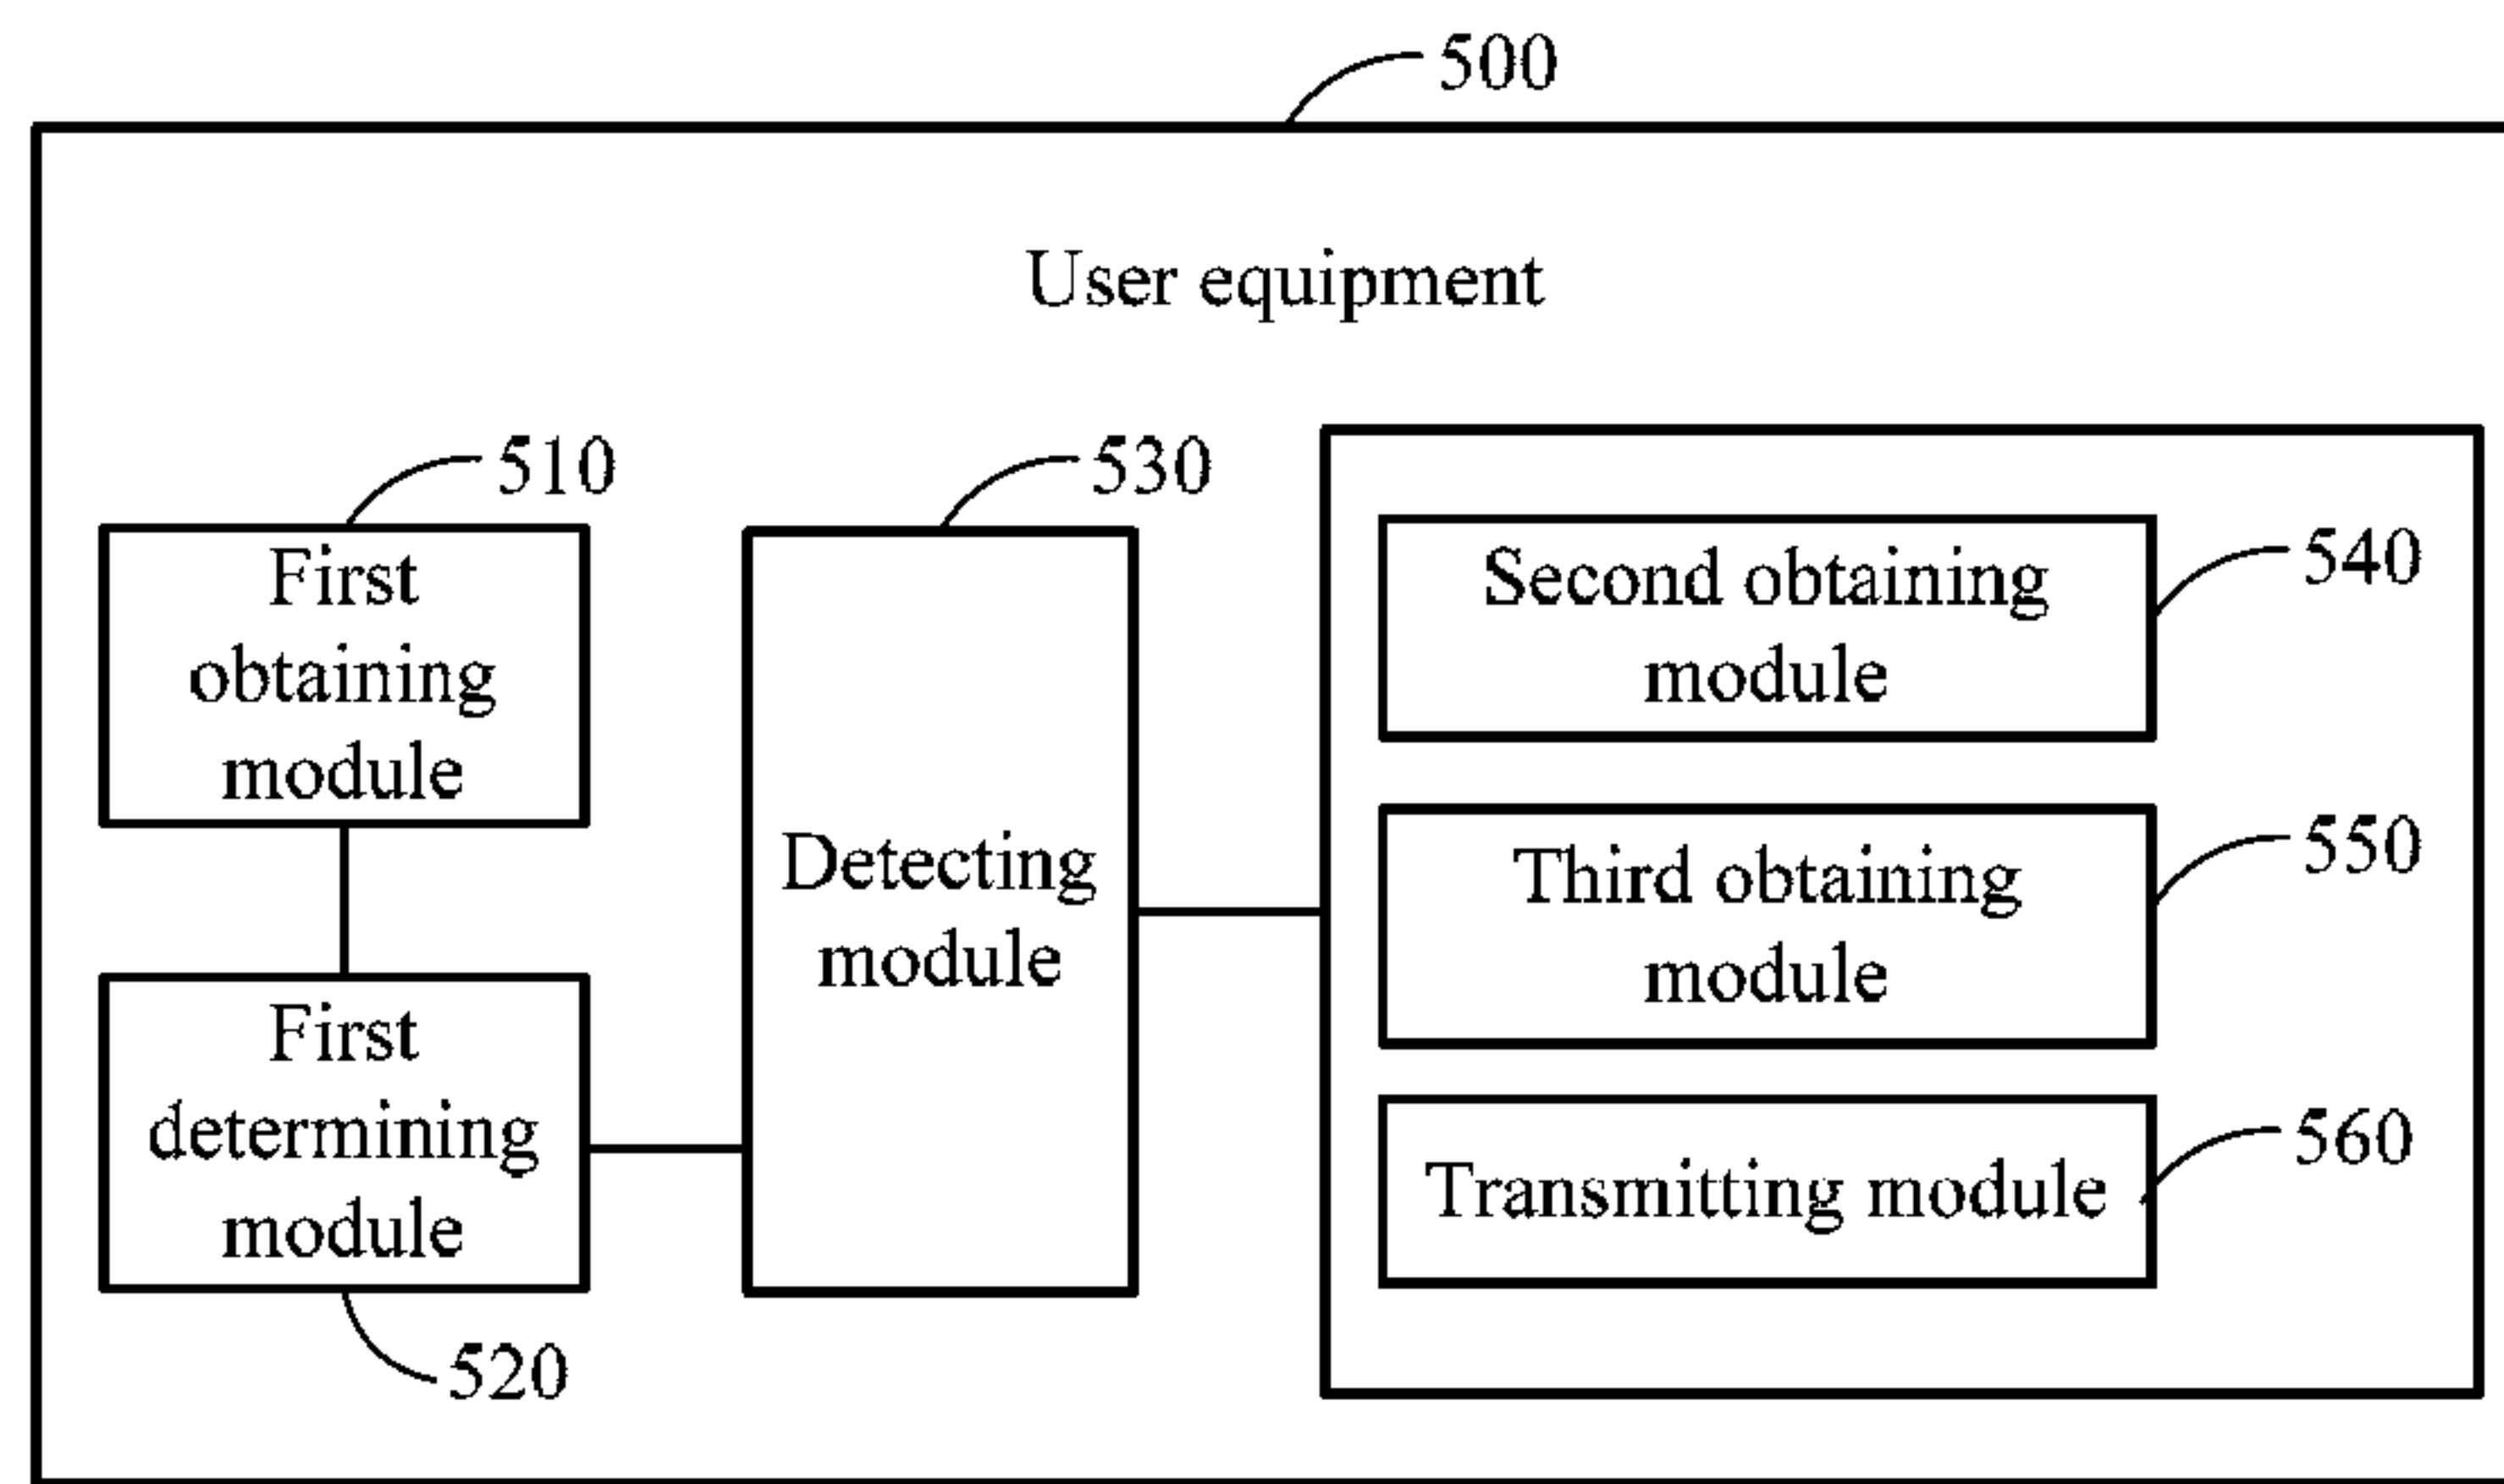 500
User equipment
510
First
obtaining
module
First
determining
module
520
530
Detecting
module
Second obtaining
module
540
Third obtaining
module
550
Transmitting module
560